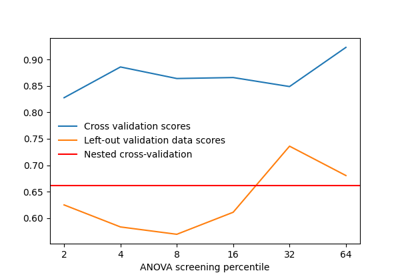 0.90
0.85
0.80
0.75
0.70
0.65
0.60
Cross validation scores
Left-out validation data scores
Nested cross-validation
2 4 8 16 32 64
ANOVA screening percentile